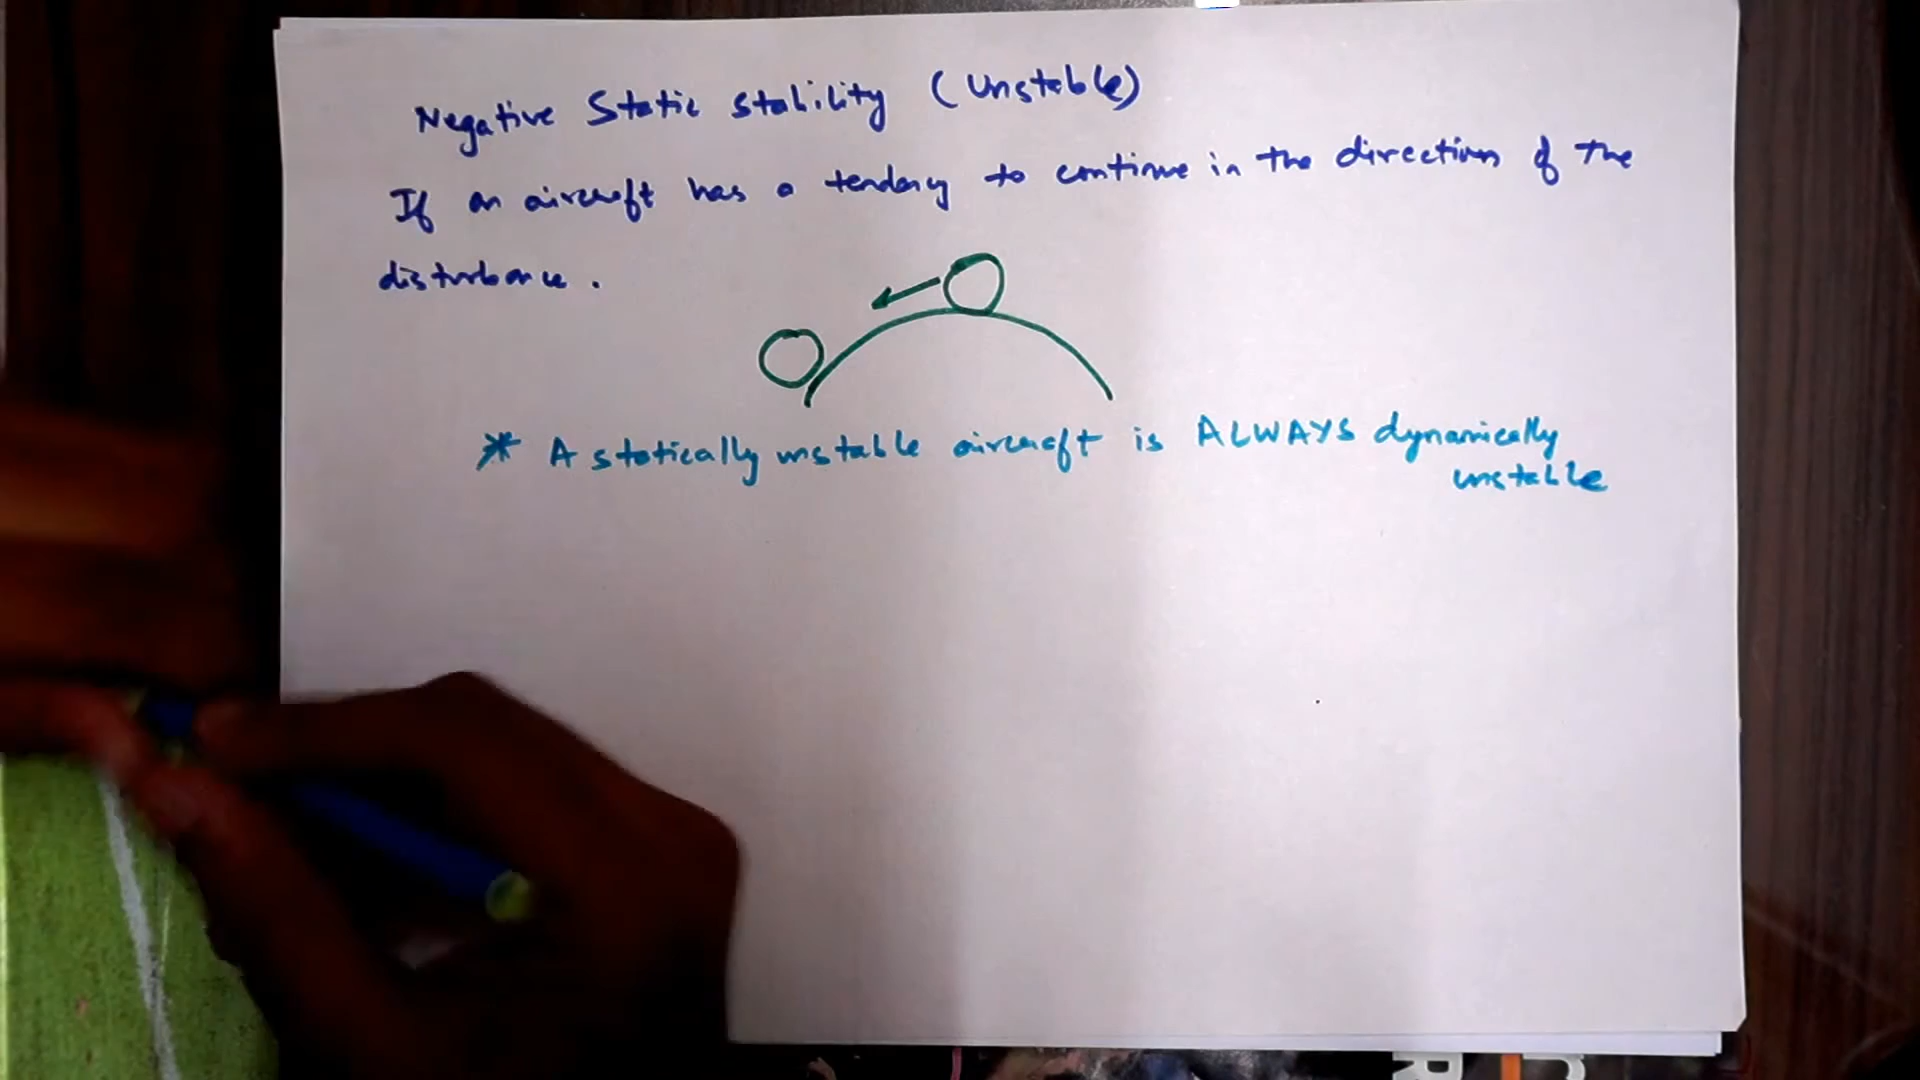 Negative Static Stability (Unstable)
If an aircraft has a tendency to continue in the direction of the
disturbance.
* A statically unstable aircraft is ALWAYS dynamically
unstable